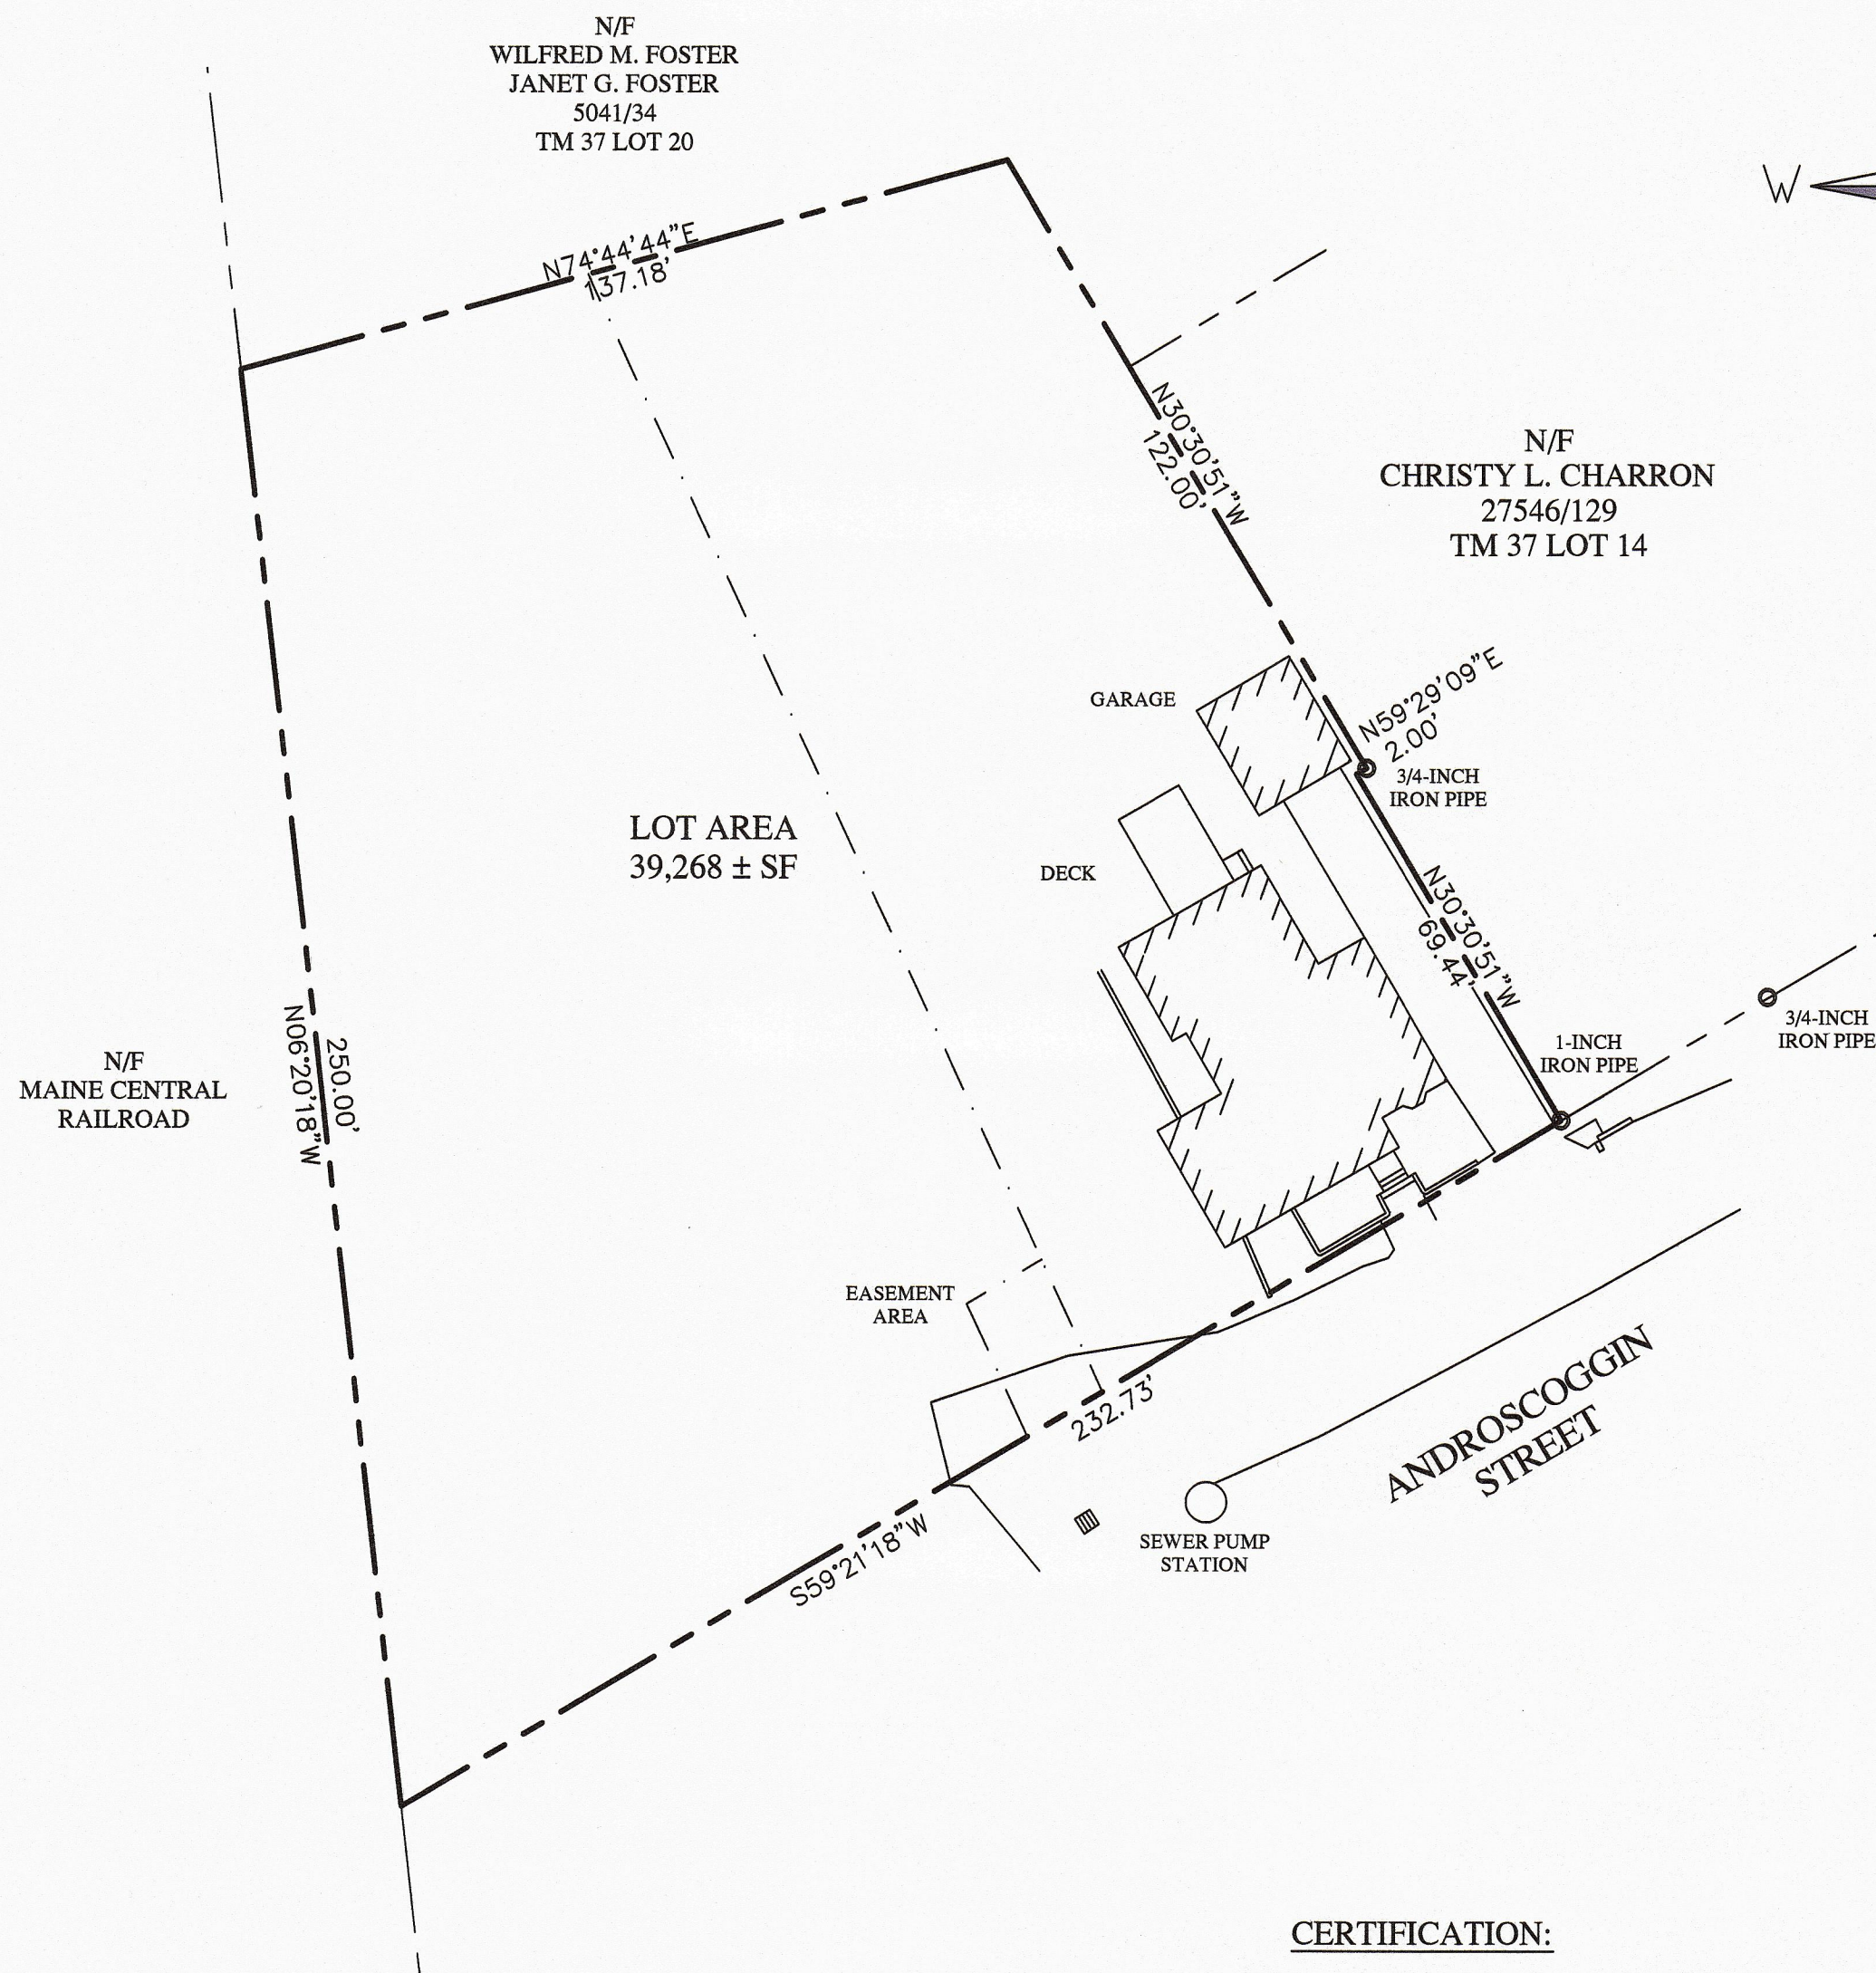 N/F
WILFRED M. FOSTER
JANET G. FOSTER
5041/34
TM 37 LOT 20
W
N74°44'44"E
137.18'
N30°30'51"W
122.00'
N/F
CHRISTY L. CHARRON
27546/129
TM 37 LOT 14
GARAGE
N59°29'09"E
2.00'
3/4-INCH
IRON PIPE
LOT AREA
39,268 ± SF
DECK
N30°30'51"W
69.44'
3/4-INCH
IRON PIPE
1-INCH
IRON PIPE
N/F
MAINE CENTRAL
RAILROAD
250.00'
N06°20'18"W
EASEMENT
AREA
232.73'
S59°21'18"W
ANDROSCOGGIN
STREET
SEWER PUMP
STATION
CERTIFICATION: